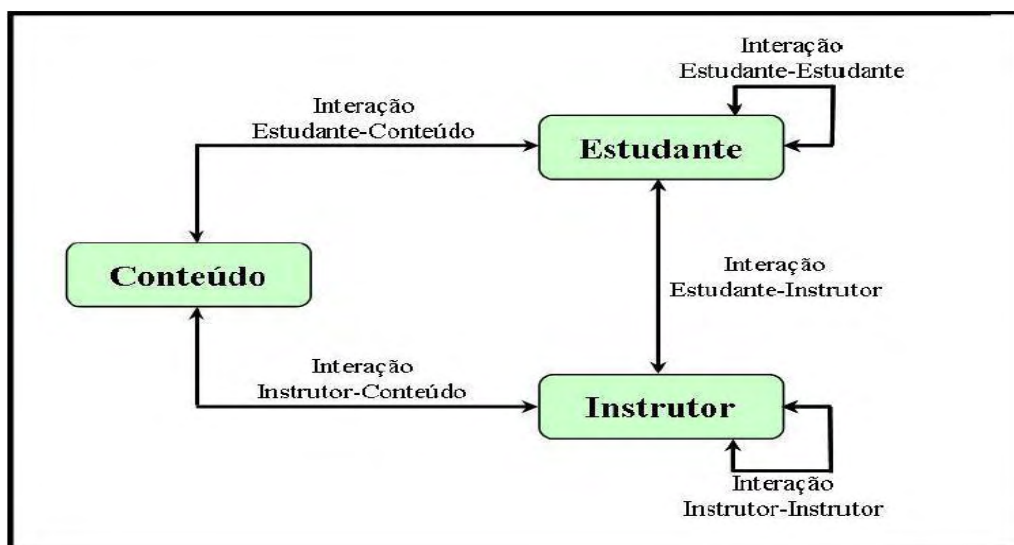 Interação
Estudante-Estudante
Interação
Estudante-Conteúdo
Estudante
Conteúdo
Interação
Estudante-Instrutor
Interação
Instrutor-Conteúdo
Instrutor
Interação
Instrutor-Instrutor